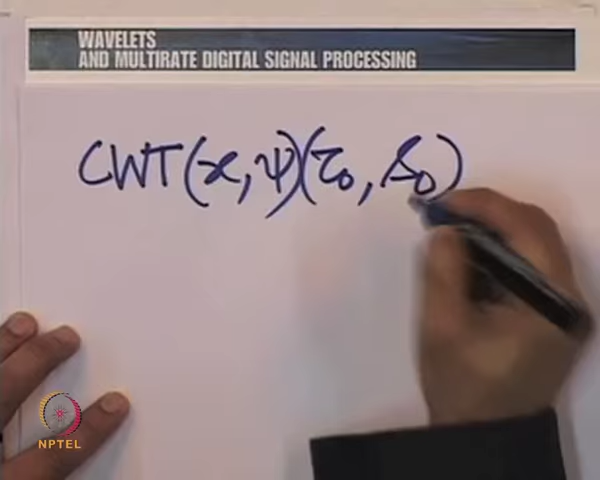 WAVELETS
AND MULTIRATE DIGITAL SIGNAL PROCESSING
CWT(x, ψ)(τ₀, s₀)
NPTEL